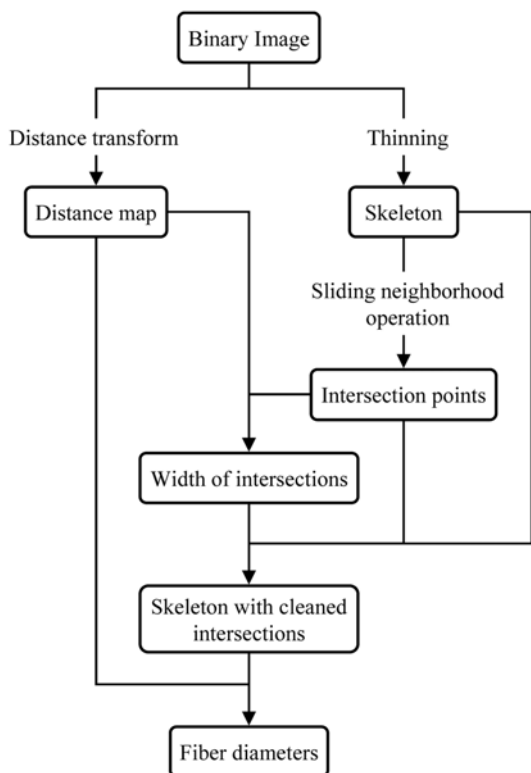 Binary Image
Distance transform
Thinning
Distance map
Skeleton
Sliding neighborhood
operation
Intersection points
Width of intersections
Skeleton with cleaned
intersections
Fiber diameters